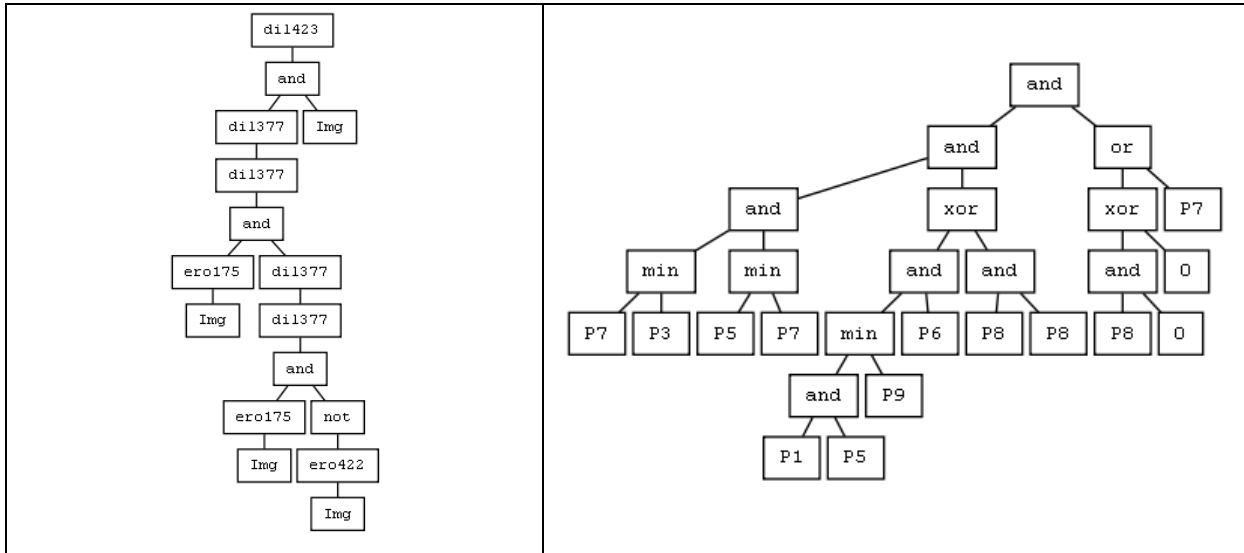 dil423
and
dil377 Img
dil377
and
ero175 dil377
Img dil377
and
ero175 not
Img ero422
Img
and
and or
and xor xor P7
min min and and and O
P7 P3 P5 P7 min P6 P8 P8 P8 O
and P9
P1 P5